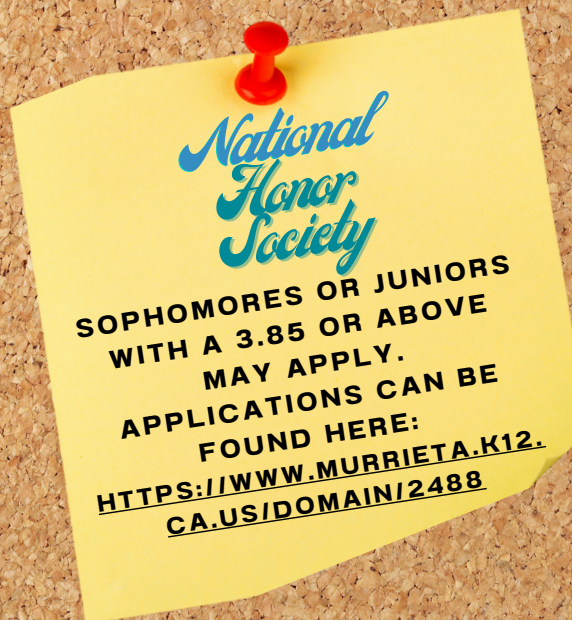 National
Honor
Society
SOPHOMORES OR JUNIORS
WITH A 3.85 OR ABOVE
MAY APPLY.
APPLICATIONS CAN BE
FOUND HERE:
HTTPS://WWW.MURRIETA.K12.
CA.US/DOMAIN/2488